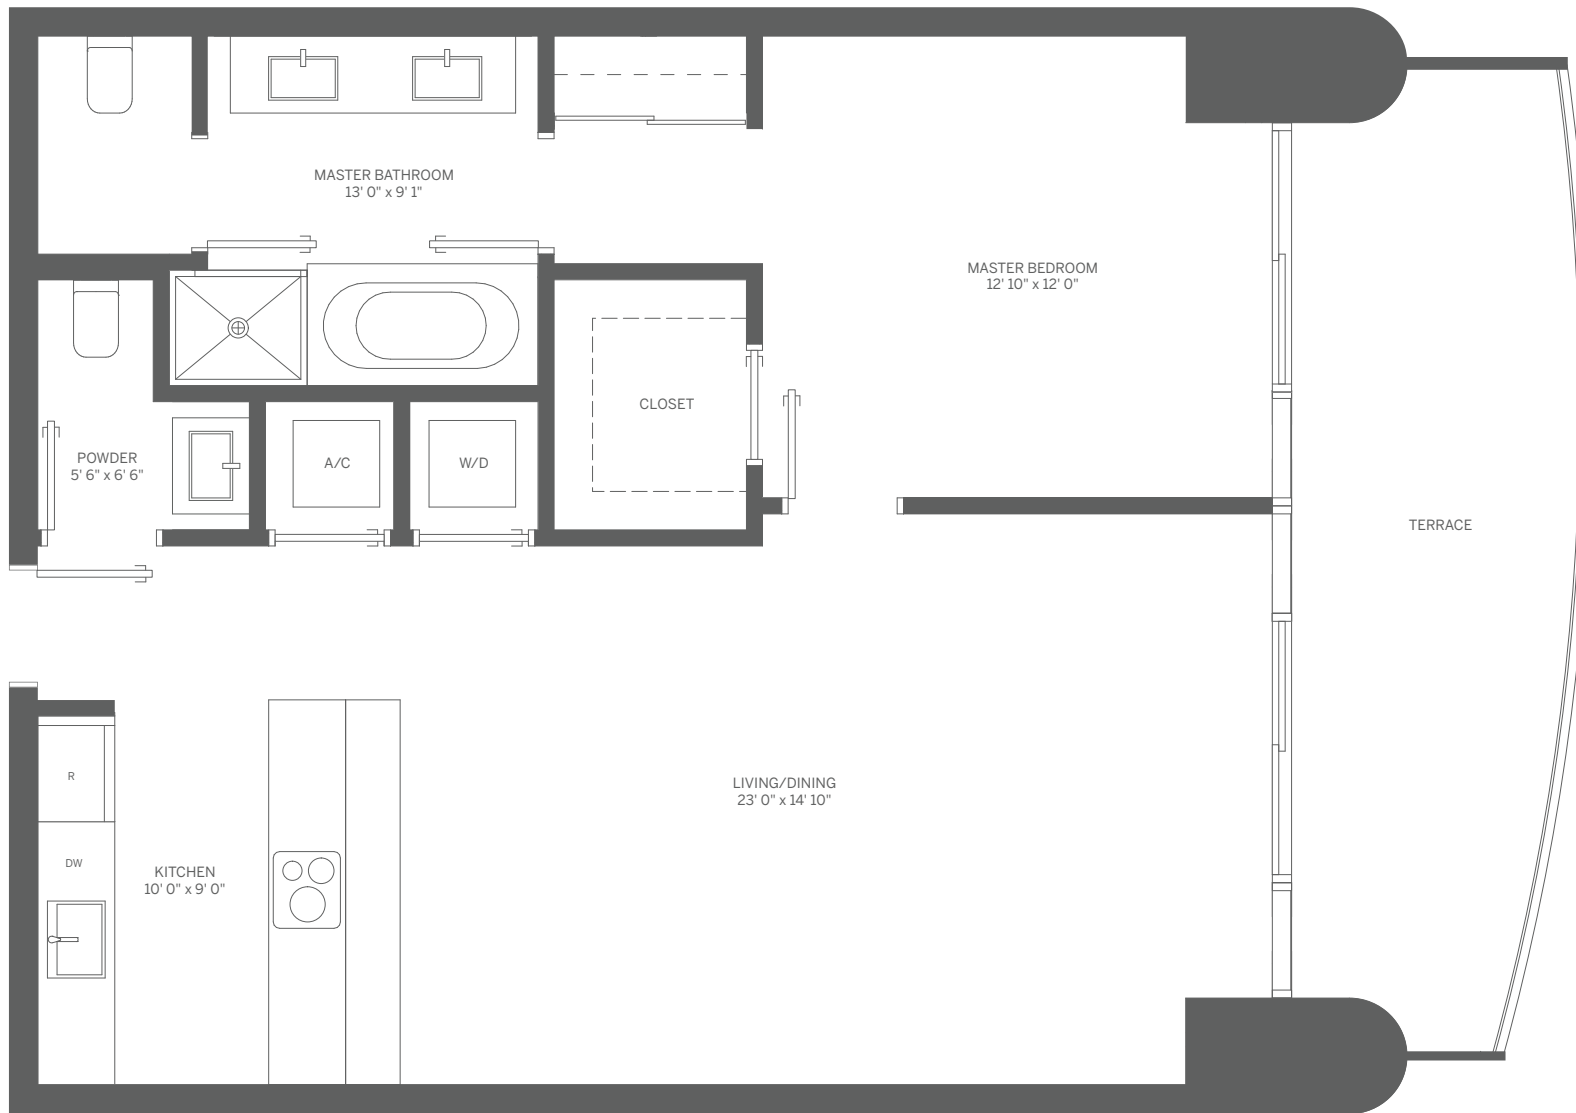 MASTER BATHROOM
13' 0" x 9' 1"
MASTER BEDROOM
12' 10" x 12' 0"
CLOSET
POWDER
5' 6" x 6' 6"
A/C
W/D
TERRACE
R
LIVING/DINING
23' 0" x 14' 10"
DW
KITCHEN
10' 0" x 9' 0"